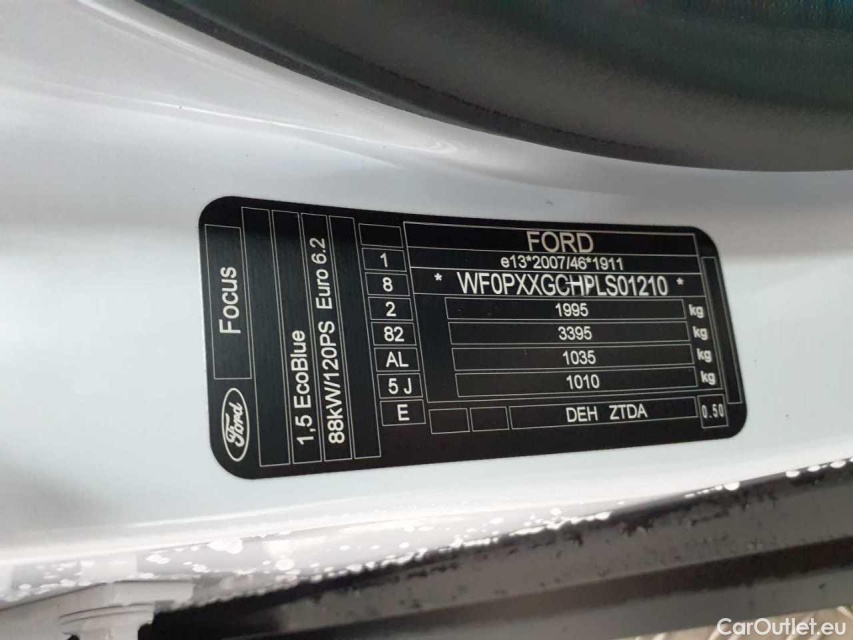 FORD
e13*2007/46*1911
* WF0PXXGCHPLS01210 *
1995 kg
3395 kg
1035 kg
1010 kg
DEH ZTDA 0.50
1
8
2
82
AL
5 J
E
Focus
1,5 EcoBlue
88kW/120PS Euro 6.2
Ford
CarOutlet.eu